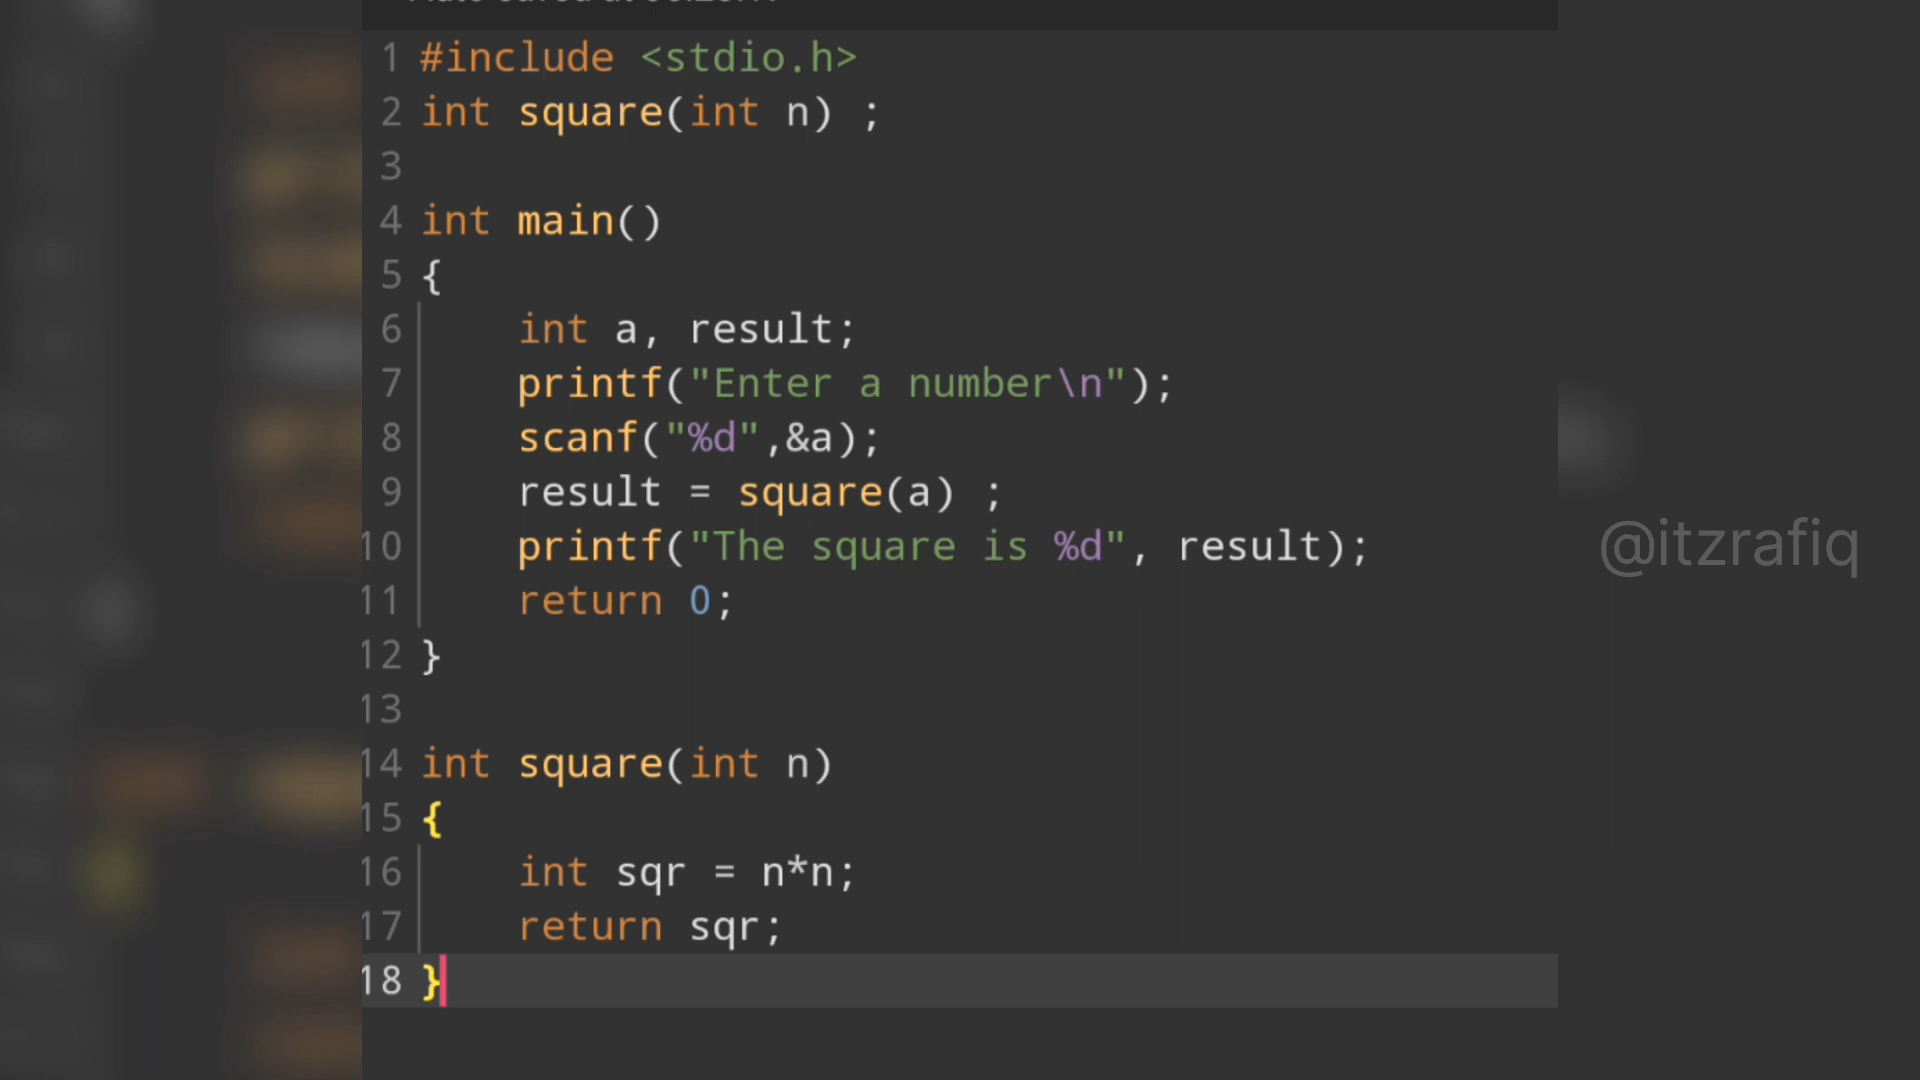 1 #include <stdio.h>
2 int square(int n) ;
3
4 int main()
5 {
6     int a, result;
7     printf("Enter a number\n");
8     scanf("%d",&a);
9     result = square(a) ;
10     printf("The square is %d", result);
11     return 0;
12 }
13
14 int square(int n)
15 {
16     int sqr = n*n;
17     return sqr;
18 }
@itzrafiq